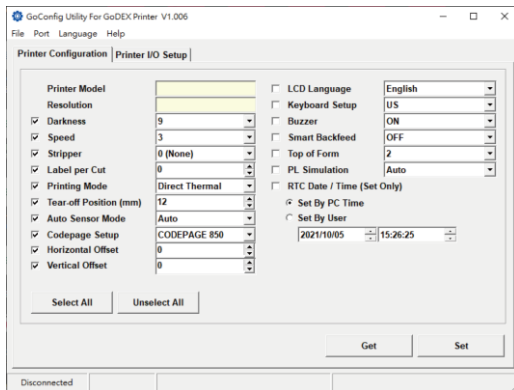 GoConfig Utility For GoDEX Printer V1.006
File Port Language Help
Printer Configuration Printer I/O Setup
Printer Model
Resolution
Darkness 9
Speed 3
Stripper 0 (None)
Label per Cut 0
Printing Mode Direct Thermal
Tear-off Position (mm) 12
Auto Sensor Mode Auto
Codepage Setup CODEPAGE 850
Horizontal Offset 0
Vertical Offset 0
LCD Language English
Keyboard Setup US
Buzzer ON
Smart Backfeed OFF
Top of Form 2
PL Simulation Auto
RTC Date / Time (Set Only)
Set By PC Time
Set By User
2021/10/05 15:26:25
Select All Unselect All
Get Set
Disconnected